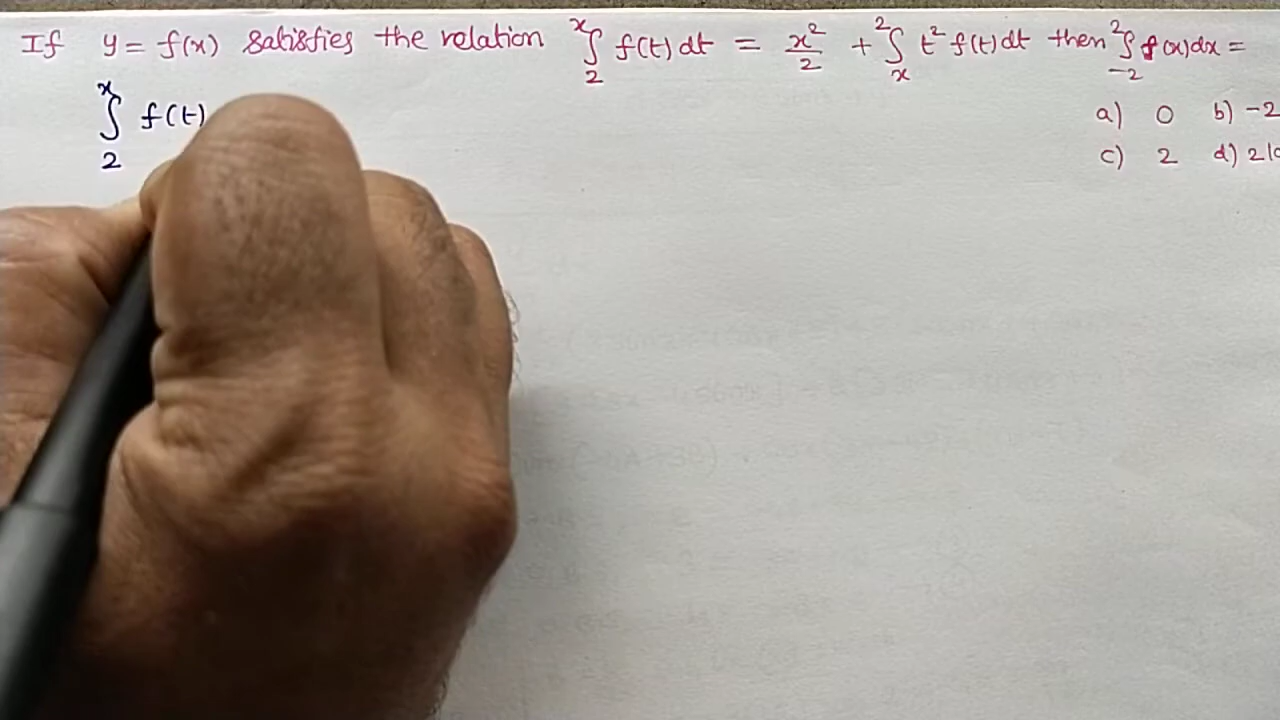 If y = f(x) satisfies the relation ∫₂ˣ f(t) dt = x²/2 + ∫ₓ² t² f(t) dt then ∫₋₂² f(x) dx =
a) 0 b) -2
c) 2 d)
∫₂ˣ f(t)